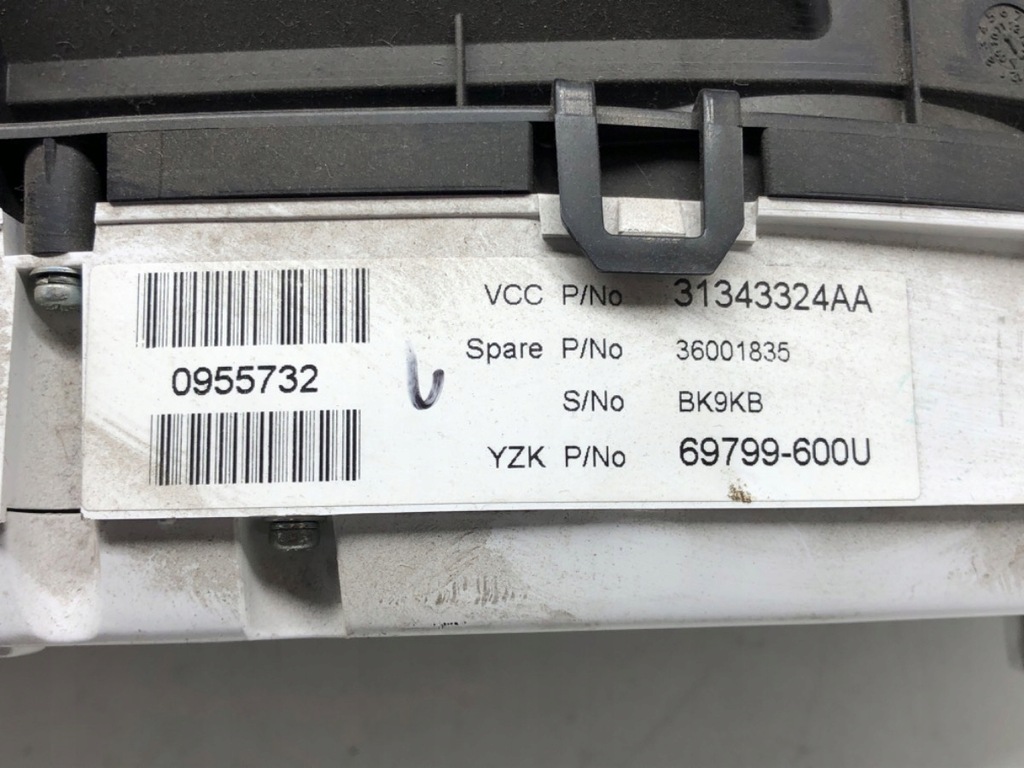 VCC P/No 31343324AA
Spare P/No 36001835
0955732
S/No BK9KB
YZK P/No 69799-600U